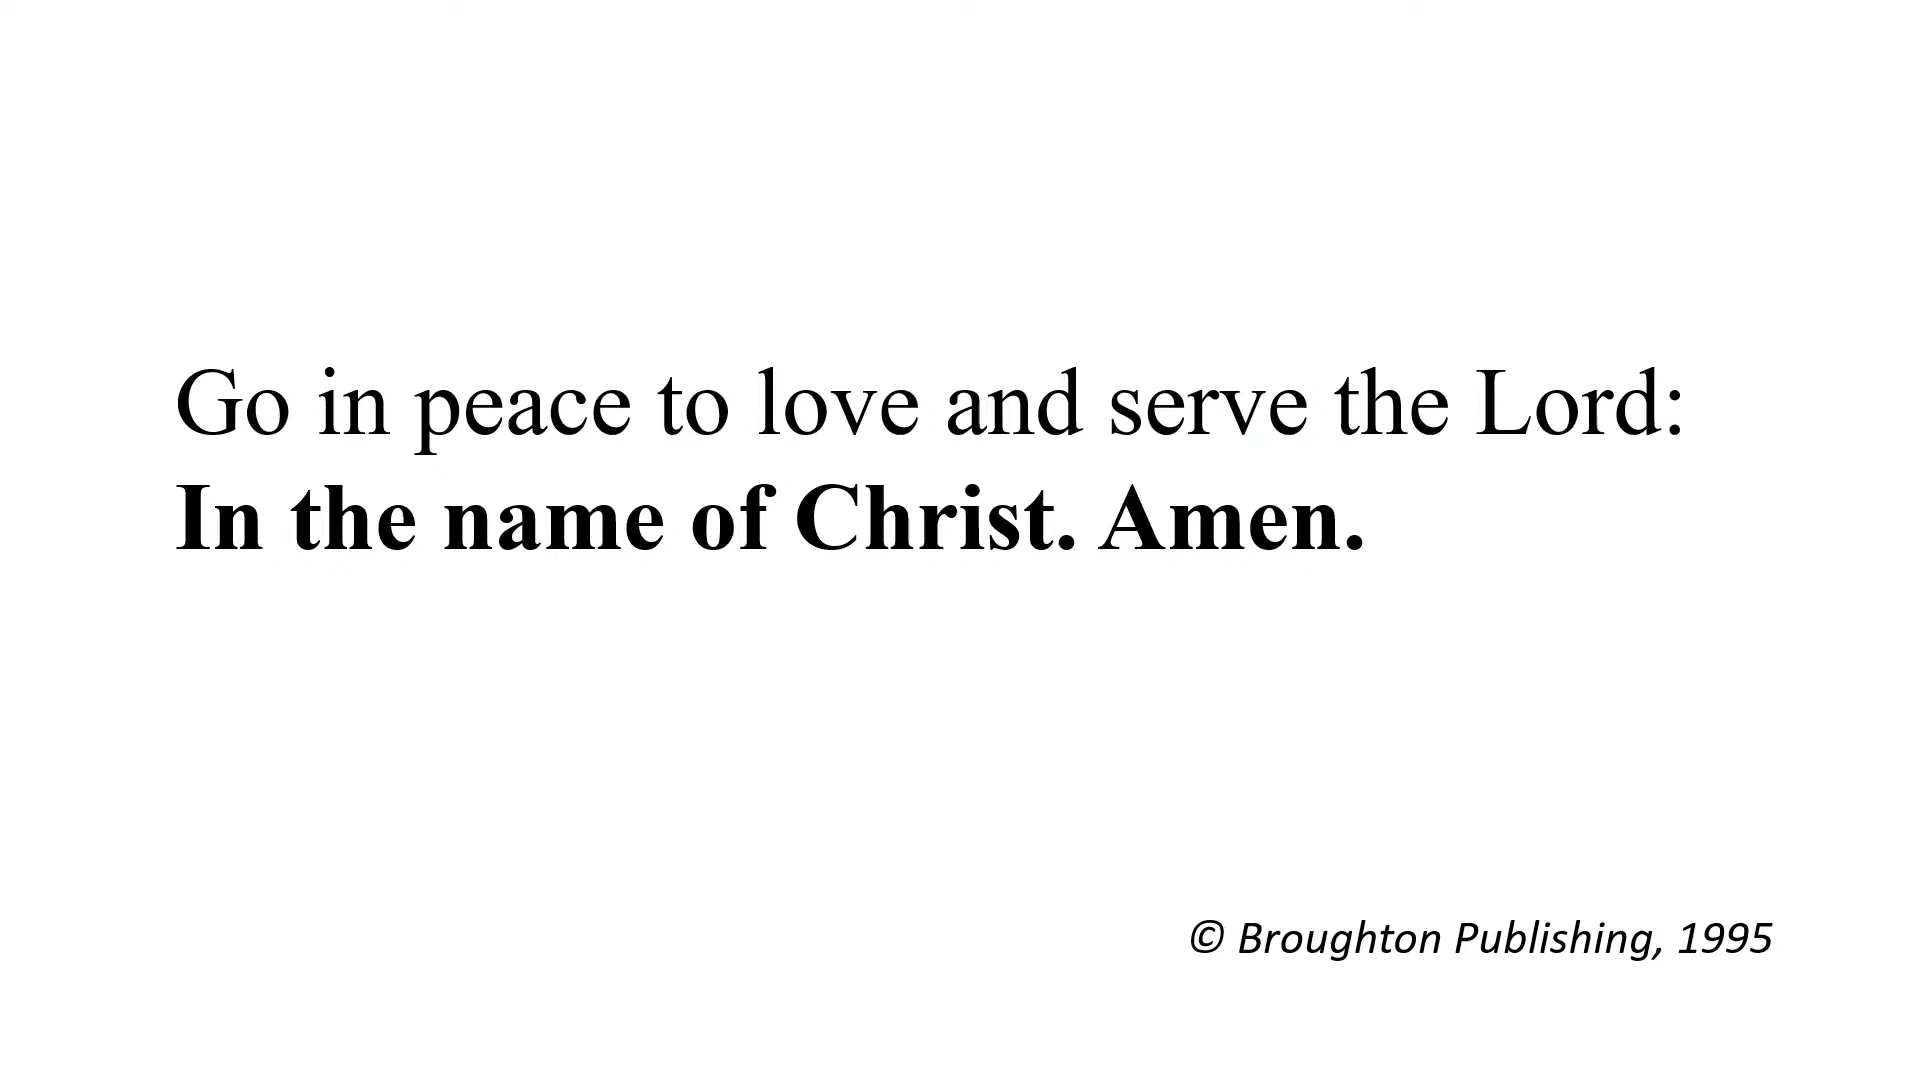 Go in peace to love and serve the Lord:
In the name of Christ. Amen.
© Broughton Publishing, 1995